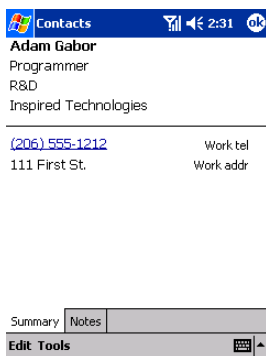 Contacts 2:31 ok
Adam Gabor
Programmer
R&D
Inspired Technologies
(206) 555-1212 Work tel
111 First St. Work addr
Summary Notes
Edit Tools